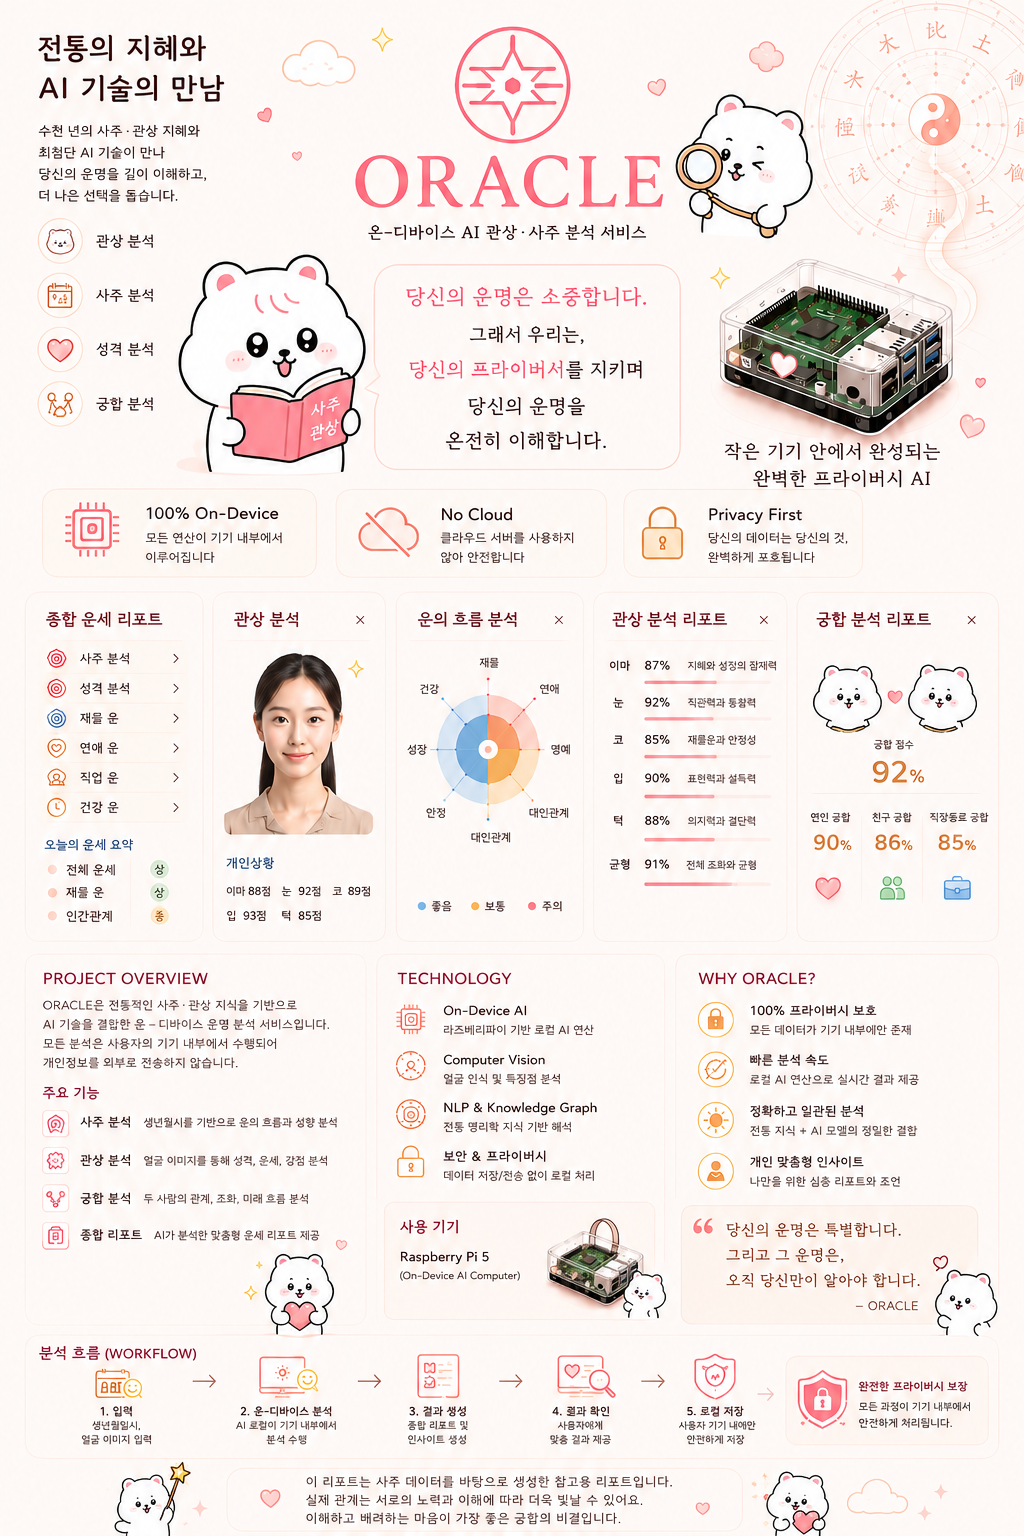 전통의 지혜와
AI 기술의 만남
수천 년의 사주 · 관상 지혜와
최첨단 AI 기술이 만나
당신의 운명을 깊이 이해하고,
더 나은 선택을 돕습니다.
관상 분석
사주 분석
성격 분석
궁합 분석
ORACLE
온-디바이스 AI 관상 · 사주 분석 서비스
사주
관상
당신의 운명은 소중합니다.
그래서 우리는,
당신의 프라이버서를 지키며
당신의 운명을
온전히 이해합니다.
木 比 土
작은 기기 안에서 완성되는
완벽한 프라이버시 AI
100% On-Device
모든 연산이 기기 내부에서
이루어집니다
No Cloud
클라우드 서버를 사용하지
않아 안전합니다
Privacy First
당신의 데이터는 당신의 것,
완벽하게 포호됩니다
종합 운세 리포트
사주 분석
성격 분석
재물 운
연애 운
직업 운
건강 운
오늘의 운세 요약
전체 운세 상
재물 운 상
인간관계 종
관상 분석 ×
개인상황
이마 88점 눈 92점 코 89점
입 93점 턱 85점
운의 흐름 분석 ×
재물
건강 연애
성장 명예
안정 대인관계
대인관계
좋음 보통 주의
관상 분석 리포트 ×
이마 87% 지혜와 성장의 잠재력
눈 92% 직관력과 통찰력
코 85% 재물운과 안정성
입 90% 표현력과 설득력
턱 88% 의지력과 결단력
균형 91% 전체 조화와 균형
궁합 분석 리포트 ×
궁합 점수
92%
연인 궁합 친구 궁합 직장동료 궁합
90% 86% 85%
PROJECT OVERVIEW
ORACLE은 전통적인 사주 · 관상 지식을 기반으로
AI 기술을 결합한 운 – 디바이스 운명 분석 서비스입니다.
모든 분석은 사용자의 기기 내부에서 수행되어
개인정보를 외부로 전송하지 않습니다.
주요 기능
사주 분석 생년월시를 기반으로 운의 흐름과 성향 분석
관상 분석 얼굴 이미지를 통해 성격, 운세, 강점 분석
궁합 분석 두 사람의 관계, 조화, 미래 흐름 분석
종합 리포트 AI가 분석한 맞춤형 운세 리포트 제공
TECHNOLOGY
On-Device AI
라즈베리파이 기반 로컬 AI 연산
Computer Vision
얼굴 인식 및 특징점 분석
NLP & Knowledge Graph
전통 명리학 지식 기반 해석
보안 & 프라이버시
데이터 저장/전송 없이 로컬 처리
사용 기기
Raspberry Pi 5
(On-Device AI Computer)
WHY ORACLE?
100% 프라이버시 보호
모든 데이터가 기기 내부에만 존재
빠른 분석 속도
로컬 AI 연산으로 실시간 결과 제공
정확하고 일관된 분석
전통 지식 + AI 모델의 정밀한 결합
개인 맞춤형 인사이트
나만을 위한 심층 리포트와 조언
“ 당신의 운명은 특별합니다.
그리고 그 운명은,
오직 당신만이 알아야 합니다.
– ORACLE
분석 흐름 (WORKFLOW)
1. 입력
생년월일시,
얼굴 이미지 입력
2. 운-디바이스 분석
AI 로컬이 기기 내부에서
분석 수행
3. 결과 생성
종합 리포트 및
인사이트 생성
4. 결과 확인
사용자에게
맞춤 결과 제공
5. 로컬 저장
사용자 기기 내에만
안전하게 저장
완전한 프라이버시 보장
모든 과정이 기기 내부에서
안전하게 처리됩니다.
이 리포트는 사주 데이터를 바탕으로 생성한 참고용 리포트입니다.
실제 관계는 서로의 노력과 이해에 따라 더욱 빛날 수 있어요.
이해하고 배려하는 마음이 가장 좋은 궁합의 비결입니다.